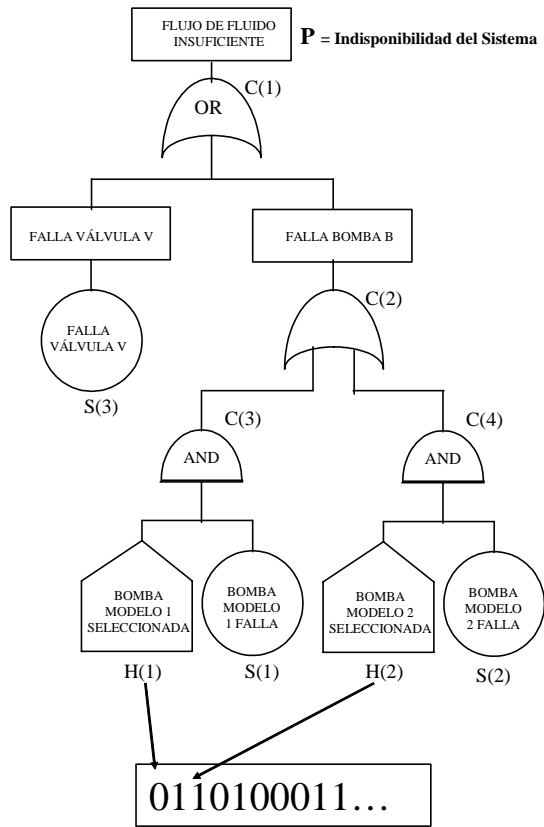 FLUJO DE FLUIDO
INSUFICIENTE
P = Indisponibilidad del Sistema
C(1)
OR
FALLA VÁLVULA V
FALLA BOMBA B
C(2)
FALLA
VÁLVULA V
S(3)
C(3)
C(4)
AND
AND
BOMBA
MODELO 1
SELECCIONADA
BOMBA
MODELO
1 FALLA
BOMBA
MODELO 2
SELECCIONADA
BOMBA
MODELO
2 FALLA
H(1)
S(1)
H(2)
S(2)
0110100011…